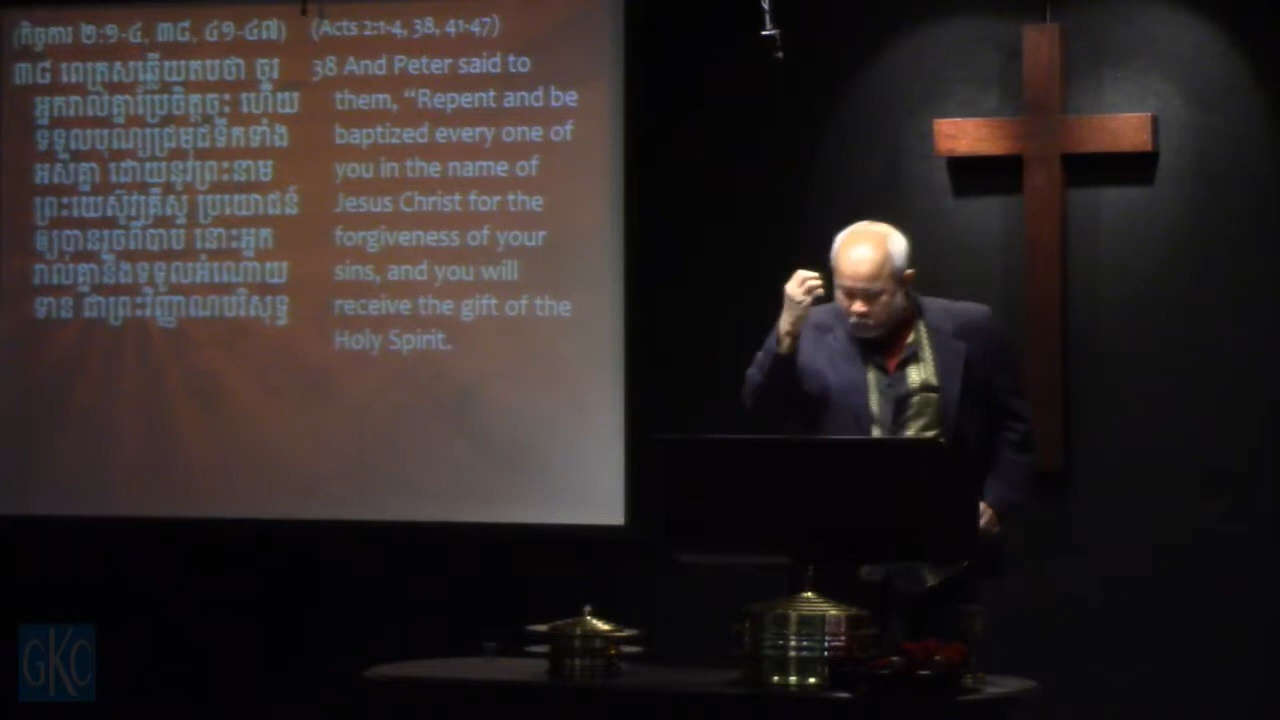 (កិច្ចការ ២:១-៤, ៣៨, ៤១-៤៧)
៣៨ ពេត្រុសឆ្លើយតបថា ចូរ
អ្នករាល់គ្នាប្រែចិត្តចុះ ហើយ
ទទួលបុណ្យជ្រមុជទឹកទាំង
អស់គ្នា ដោយនូវព្រះនាម
ព្រះយេស៊ូវគ្រីស្ទ ប្រយោជន៍
ឲ្យបានរួចពីបាប នោះអ្នក
រាល់គ្នានឹងទទួលអំណោយ
ទាន ជាព្រះវិញ្ញាណបរិសុទ្ធ
(Acts 2:1-4, 38, 41-47)
38 And Peter said to
them, “Repent and be
baptized every one of
you in the name of
Jesus Christ for the
forgiveness of your
sins, and you will
receive the gift of the
Holy Spirit.
GKC